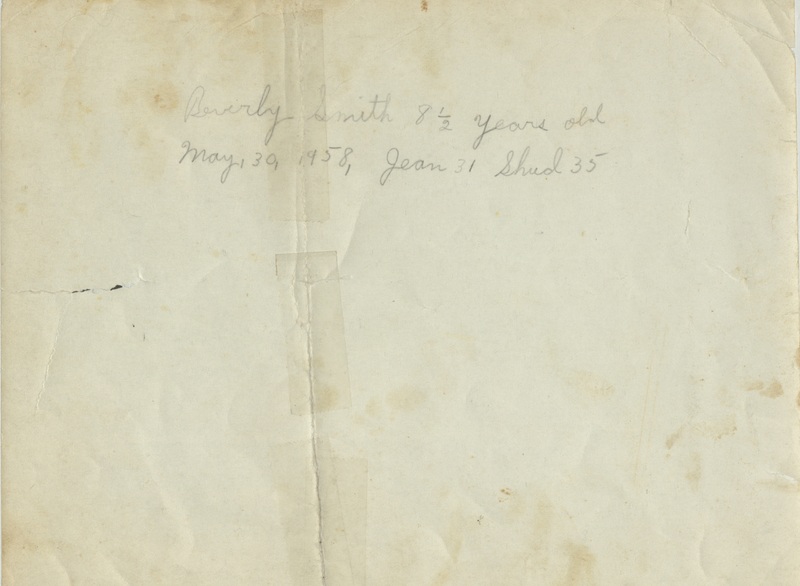 Beverly Smith 8½ years old
May, 30, 1958, Jean 31 Shud 35